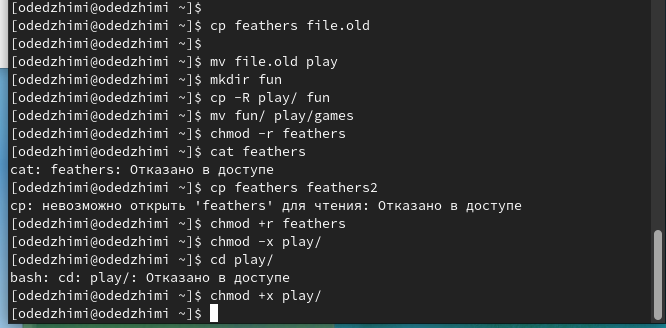 [odedzhimi@odedzhimi ~]$
[odedzhimi@odedzhimi ~]$ cp feathers file.old
[odedzhimi@odedzhimi ~]$
[odedzhimi@odedzhimi ~]$ mv file.old play
[odedzhimi@odedzhimi ~]$ mkdir fun
[odedzhimi@odedzhimi ~]$ cp -R play/ fun
[odedzhimi@odedzhimi ~]$ mv fun/ play/games
[odedzhimi@odedzhimi ~]$ chmod -r feathers
[odedzhimi@odedzhimi ~]$ cat feathers
cat: feathers: Отказано в доступе
[odedzhimi@odedzhimi ~]$ cp feathers feathers2
cp: невозможно открыть 'feathers' для чтения: Отказано в доступе
[odedzhimi@odedzhimi ~]$ chmod +r feathers
[odedzhimi@odedzhimi ~]$ chmod -x play/
[odedzhimi@odedzhimi ~]$ cd play/
bash: cd: play/: Отказано в доступе
[odedzhimi@odedzhimi ~]$ chmod +x play/
[odedzhimi@odedzhimi ~]$